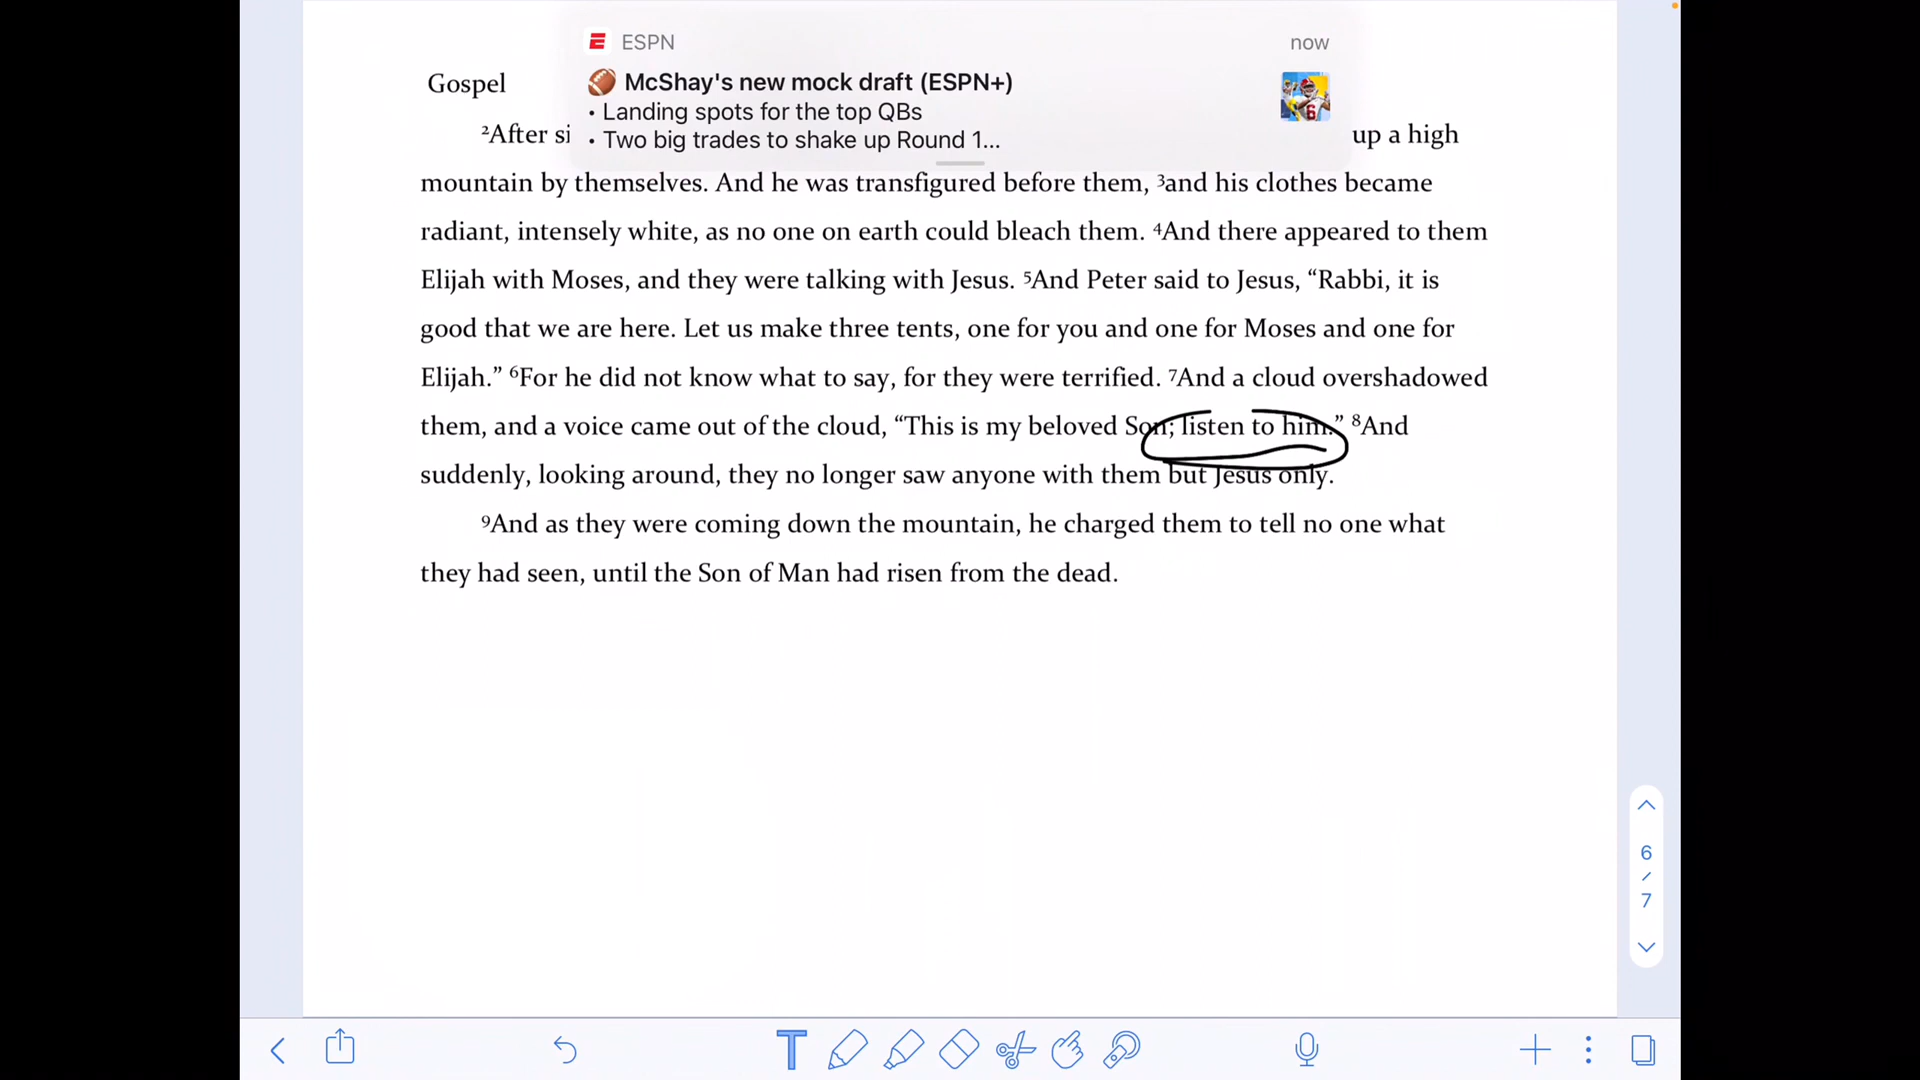 ESPN
now
Gospel
🏈 McShay's new mock draft (ESPN+)
• Landing spots for the top QBs
• Two big trades to shake up Round 1...
²After si up a high
mountain by themselves. And he was transfigured before them, ³and his clothes became
radiant, intensely white, as no one on earth could bleach them. ⁴And there appeared to them
Elijah with Moses, and they were talking with Jesus. ⁵And Peter said to Jesus, “Rabbi, it is
good that we are here. Let us make three tents, one for you and one for Moses and one for
Elijah.” ⁶For he did not know what to say, for they were terrified. ⁷And a cloud overshadowed
them, and a voice came out of the cloud, “This is my beloved Son; listen to him.” ⁸And
suddenly, looking around, they no longer saw anyone with them but Jesus only.
⁹And as they were coming down the mountain, he charged them to tell no one what
they had seen, until the Son of Man had risen from the dead.
6
/
7
T